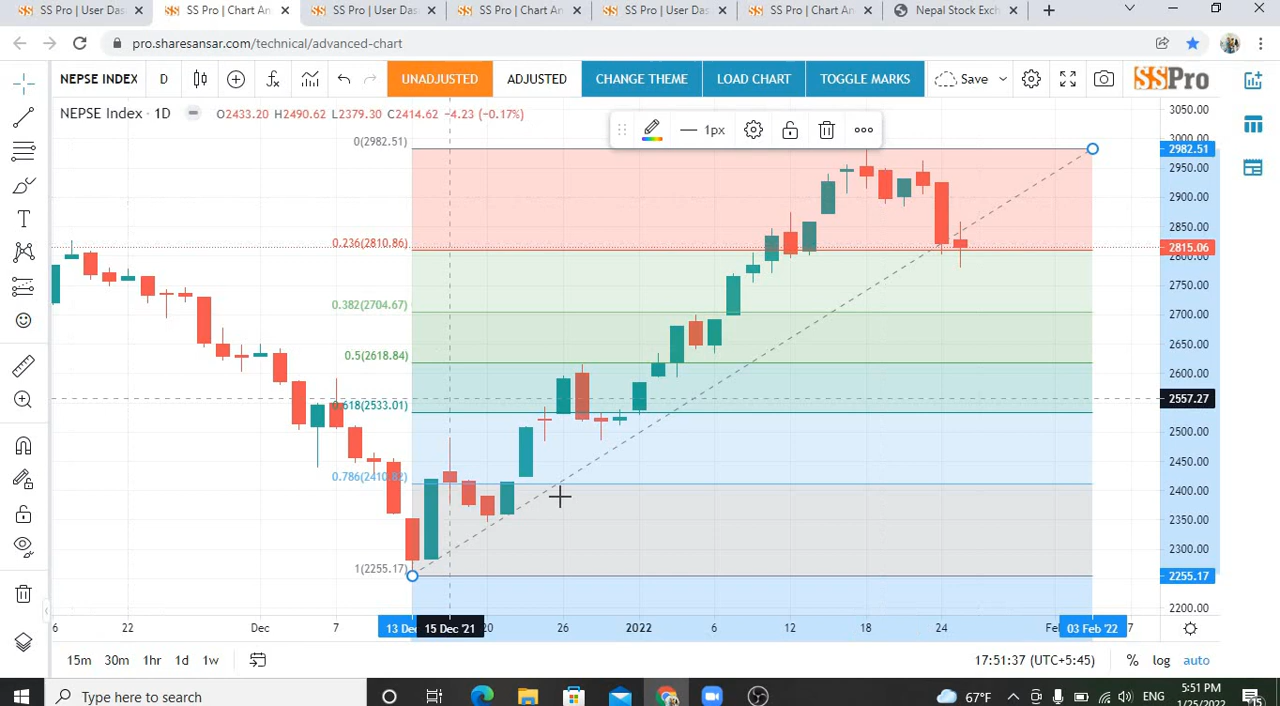 SS Pro | User Das
SS Pro | Chart An
SS Pro | User Das
SS Pro | Chart An
SS Pro | User Das
SS Pro | Chart An
Nepal Stock Exch
pro.sharesansar.com/technical/advanced-chart
NEPSE INDEX
D
UNADJUSTED
ADJUSTED
CHANGE THEME
LOAD CHART
TOGGLE MARKS
Save
SSPro
NEPSE Index · 1D
O2433.20 H2490.62 L2379.30 C2414.62 −4.23 (−0.17%)
1px
0(2982.51)
0.236(2810.86)
0.382(2704.67)
0.5(2618.84)
0.618(2533.01)
0.786(2410.82)
1(2255.17)
3050.00
3000.00
2982.51
2950.00
2900.00
2850.00
2815.06
2800.00
2750.00
2700.00
2650.00
2600.00
2557.27
2500.00
2450.00
2400.00
2350.00
2300.00
2255.17
2200.00
6
22
Dec
7
13 Dec
15 Dec '21
20
26
2022
6
12
18
24
Fel
03 Feb '22
7
15m
30m
1hr
1d
1w
17:51:37 (UTC+5:45)
%
log
auto
Type here to search
67°F
ENG
5:51 PM
1/25/2022
15